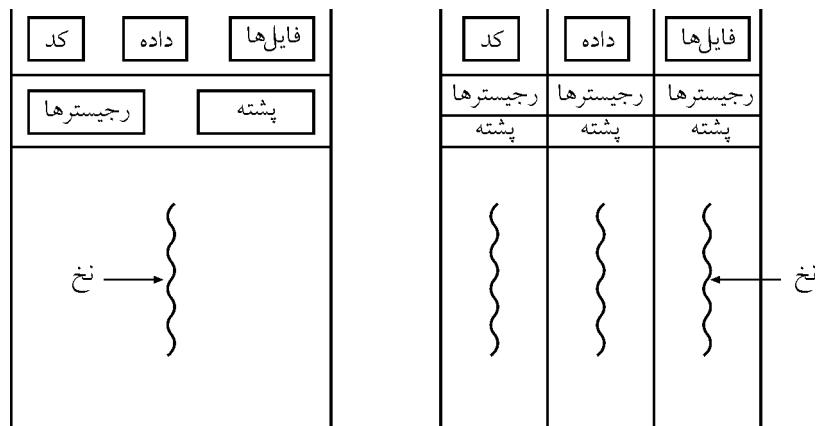 کد داده فایل‌ها
رجیسترها پشته
نخ
کد داده فایل‌ها
رجیسترها رجیسترها رجیسترها
پشته پشته پشته
نخ